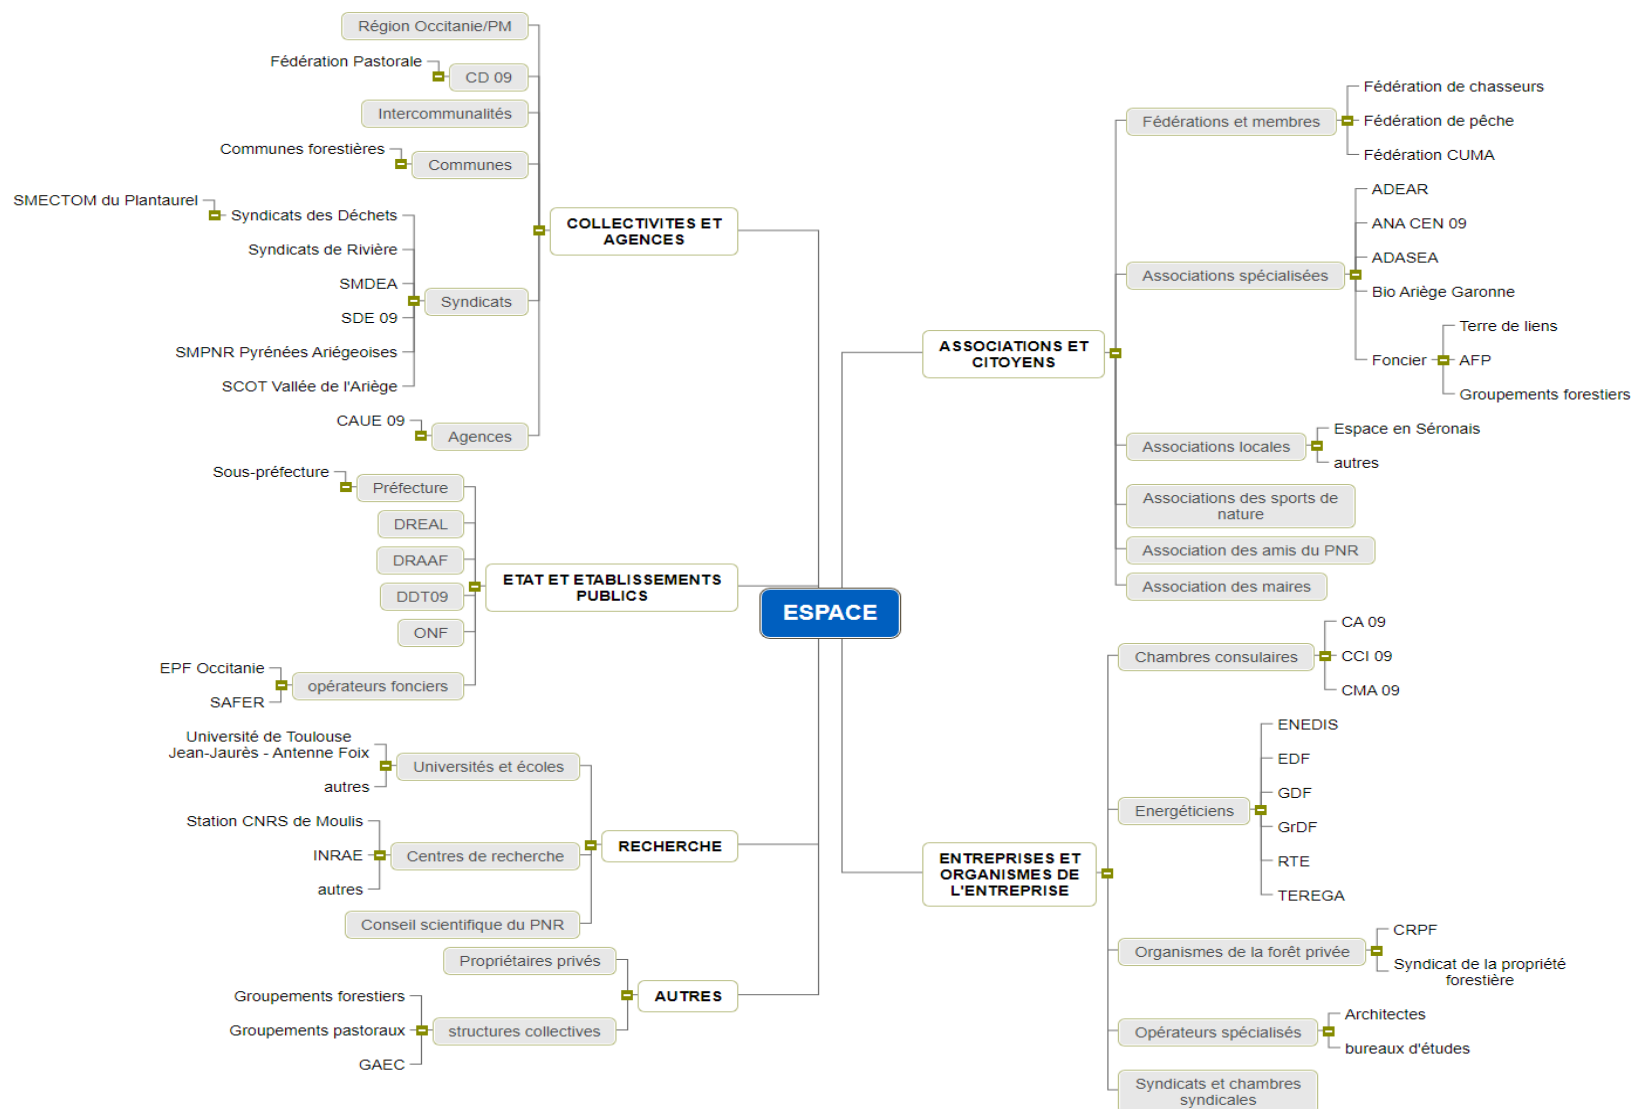 Région Occitanie/PM
Fédération Pastorale
CD 09
Intercommunalités
Communes forestières
Communes
SMECTOM du Plantaurel
Syndicats des Déchets
Syndicats de Rivière
SMDEA
SDE 09
SMPNR Pyrénées Ariégeoises
SCOT Vallée de l'Ariège
Syndicats
CAUE 09
Agences
COLLECTIVITES ET
AGENCES
Sous-préfecture
Préfecture
DREAL
DRAAF
DDT09
ONF
EPF Occitanie
SAFER
opérateurs fonciers
ETAT ET ETABLISSEMENTS
PUBLICS
Université de Toulouse
Jean-Jaurès - Antenne Foix
autres
Universités et écoles
Station CNRS de Moulis
INRAE
autres
Centres de recherche
Conseil scientifique du PNR
RECHERCHE
Propriétaires privés
Groupements forestiers
Groupements pastoraux
GAEC
structures collectives
AUTRES
ESPACE
ASSOCIATIONS ET
CITOYENS
Fédérations et membres
Fédération de chasseurs
Fédération de pêche
Fédération CUMA
Associations spécialisées
ADEAR
ANA CEN 09
ADASEA
Bio Ariège Garonne
Foncier
Terre de liens
AFP
Groupements forestiers
Associations locales
Espace en Séronais
autres
Associations des sports de
nature
Association des amis du PNR
Association des maires
ENTREPRISES ET
ORGANISMES DE
L'ENTREPRISE
Chambres consulaires
CA 09
CCI 09
CMA 09
Energéticiens
ENEDIS
EDF
GDF
GrDF
RTE
TEREGA
Organismes de la forêt privée
CRPF
Syndicat de la propriété
forestière
Opérateurs spécialisés
Architectes
bureaux d'études
Syndicats et chambres
syndicales